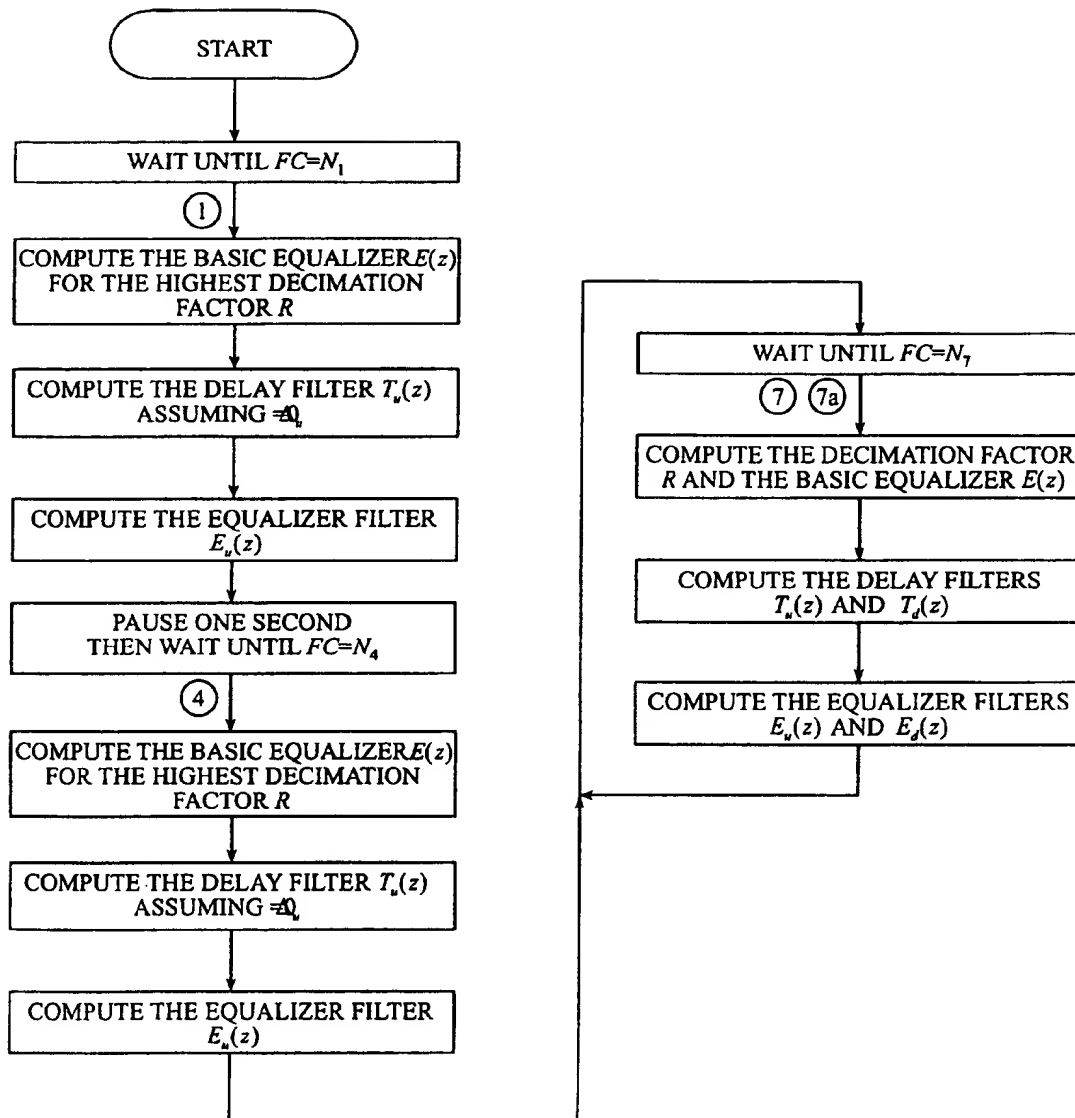 START
WAIT UNTIL FC=N₁
1
COMPUTE THE BASIC EQUALIZER E(z)
FOR THE HIGHEST DECIMATION
FACTOR R
COMPUTE THE DELAY FILTER Tᵤ(z)
ASSUMING
COMPUTE THE EQUALIZER FILTER
Eᵤ(z)
PAUSE ONE SECOND
THEN WAIT UNTIL FC=N₄
4
COMPUTE THE BASIC EQUALIZER E(z)
FOR THE HIGHEST DECIMATION
FACTOR R
COMPUTE THE DELAY FILTER Tᵤ(z)
ASSUMING
COMPUTE THE EQUALIZER FILTER
Eᵤ(z)
WAIT UNTIL FC=N₇
7 7a
COMPUTE THE DECIMATION FACTOR
R AND THE BASIC EQUALIZER E(z)
COMPUTE THE DELAY FILTERS
Tᵤ(z) AND T_d(z)
COMPUTE THE EQUALIZER FILTERS
Eᵤ(z) AND E_d(z)